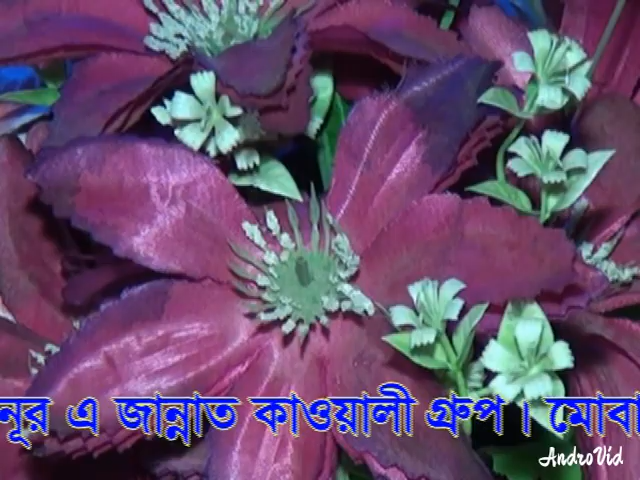 নূর এ জান্নাত কাওয়ালী গ্রুপ । মোবা
AndroVid